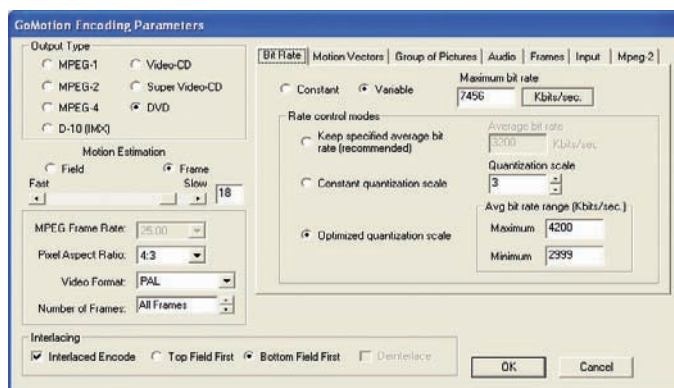 GoMotion Encoding Parameters
Output Type
MPEG-1
Video-CD
MPEG-2
Super Video-CD
MPEG-4
DVD
D-10 (IMX)
Motion Estimation
Field
Frame
Fast
Slow
18
MPEG Frame Rate:
25.00
Pixel Aspect Ratio:
4:3
Video Format:
PAL
Number of Frames:
All Frames
Bit Rate
Motion Vectors
Group of Pictures
Audio
Frames
Input
Mpeg-2
Constant
Variable
Maximum bit rate
7456
Kbits/sec.
Rate control modes
Keep specified average bit
rate (recommended)
Average bit rate
3200
Kbits/sec
Constant quantization scale
Quantization scale
3
Optimized quantization scale
Avg bit rate range (Kbits/sec.)
Maximum
4200
Minimum
2999
Interlacing
Interlaced Encode
Top Field First
Bottom Field First
Deinterlace
OK
Cancel